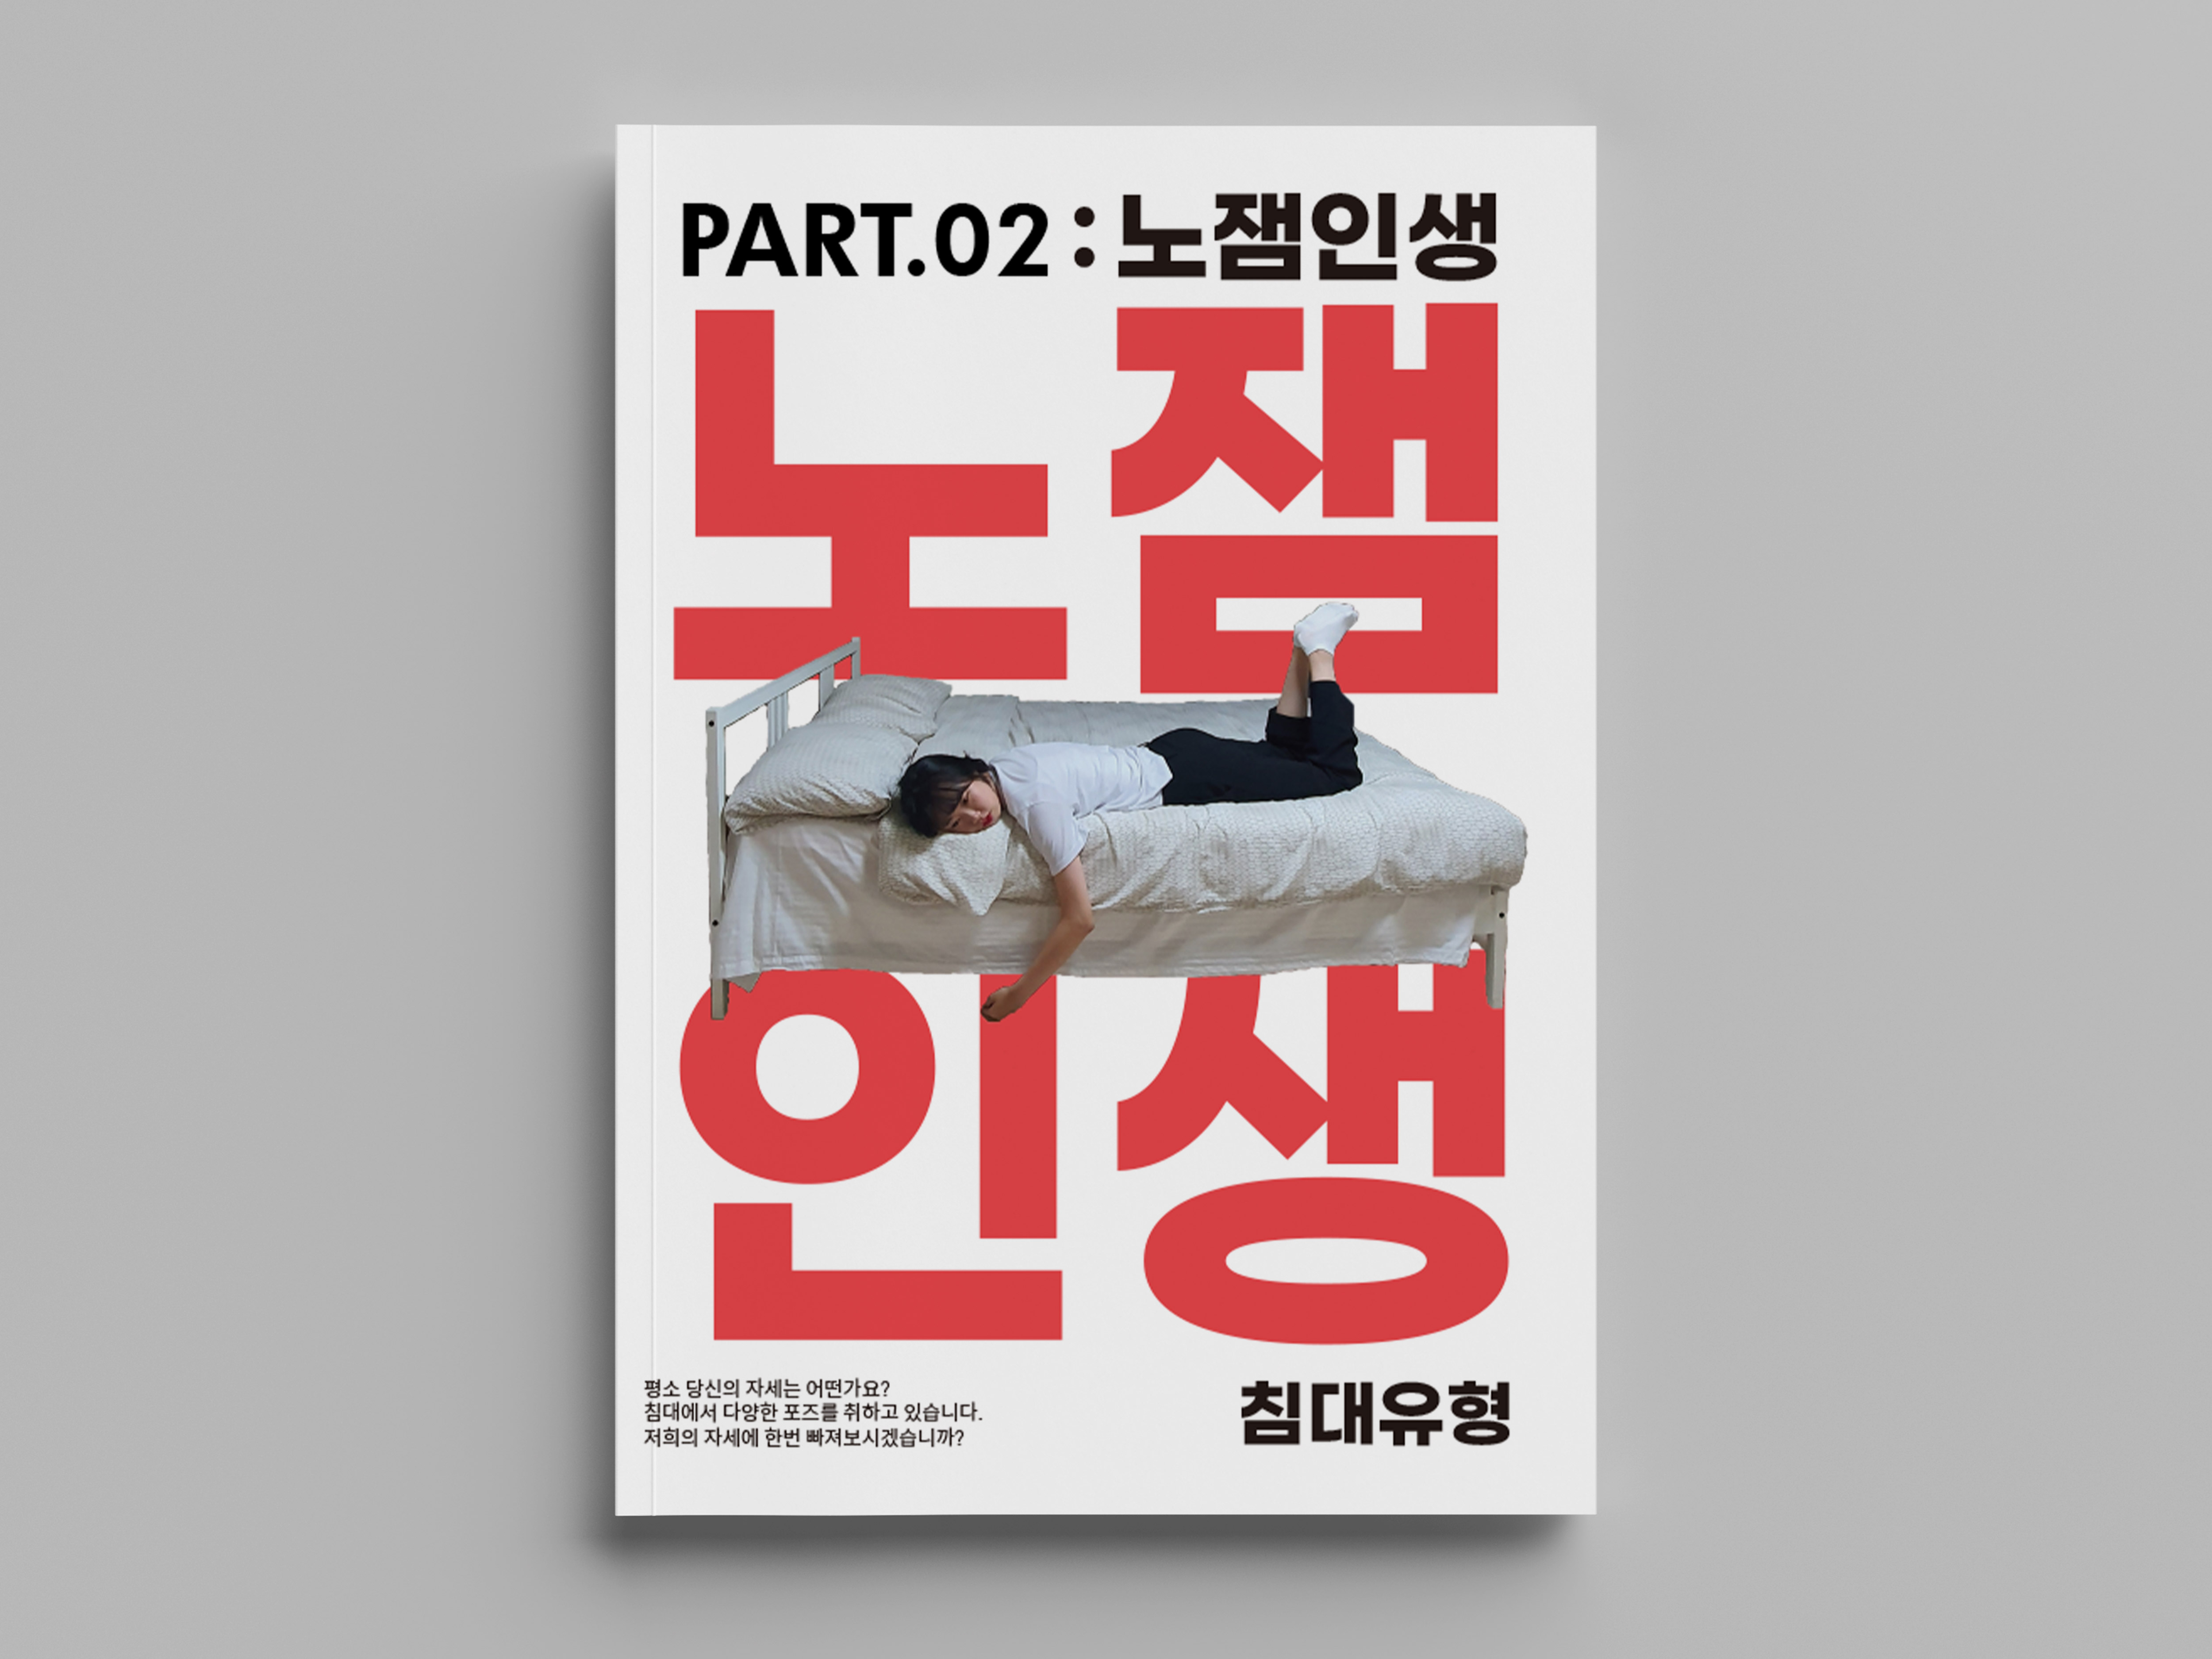 PART.02 : 노잼인생
노잼
인생
평소 당신의 자세는 어떤가요?
침대에서 다양한 포즈를 취하고 있습니다.
저희의 자세에 한번 빠져보시겠습니까?
침대유형